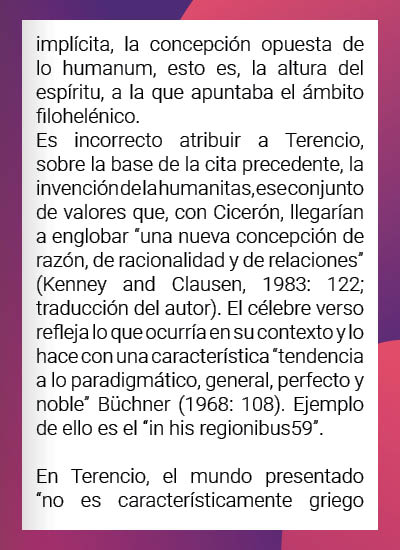 implícita, la concepción opuesta de
lo humanum, esto es, la altura del
espíritu, a la que apuntaba el ámbito
filohelénico.
Es incorrecto atribuir a Terencio,
sobre la base de la cita precedente, la
invención de la humanitas, ese conjunto
de valores que, con Cicerón, llegarían
a englobar “una nueva concepción de
razón, de racionalidad y de relaciones”
(Kenney and Clausen, 1983: 122;
traducción del autor). El célebre verso
refleja lo que ocurría en su contexto y lo
hace con una característica “tendencia
a lo paradigmático, general, perfecto y
noble” Büchner (1968: 108). Ejemplo
de ello es el “in his regionibus59”.
En Terencio, el mundo presentado
“no es característicamente griego